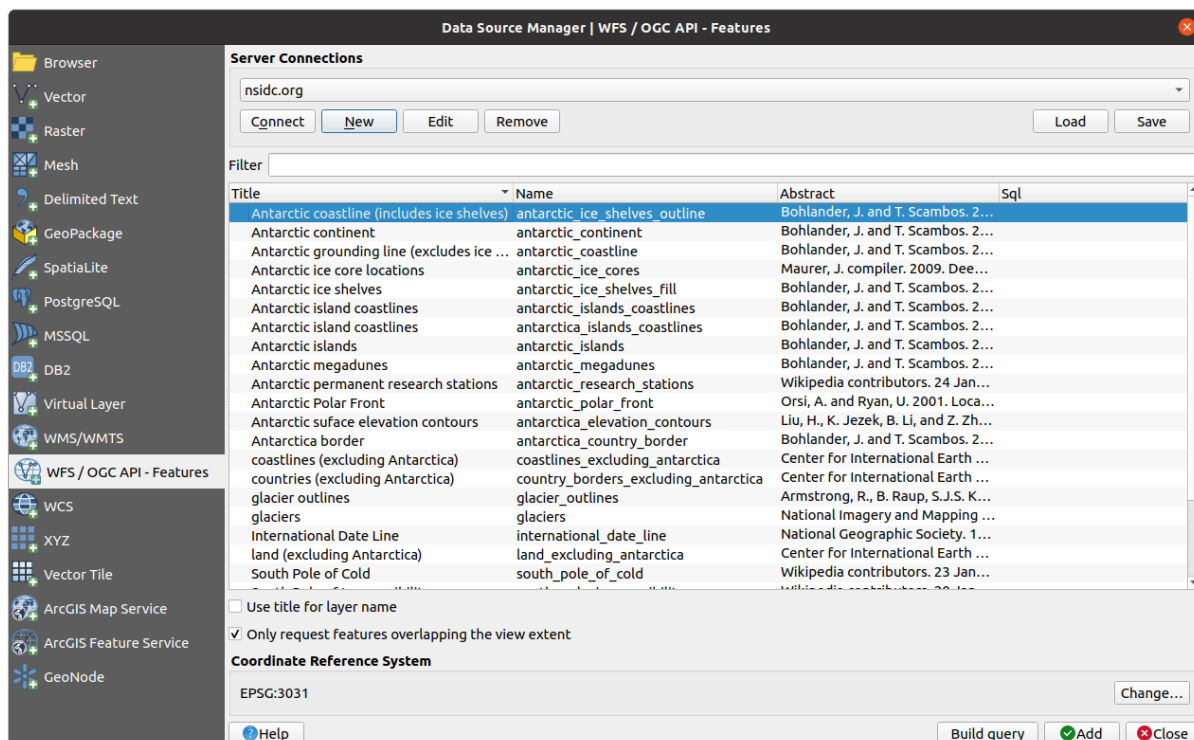 Data Source Manager | WFS / OGC API - Features
Browser
Vector
Raster
Mesh
Delimited Text
GeoPackage
SpatiaLite
PostgreSQL
MSSQL
DB2
Virtual Layer
WMS/WMTS
WFS / OGC API - Features
WCS
XYZ
Vector Tile
ArcGIS Map Service
ArcGIS Feature Service
GeoNode
Server Connections
nsidc.org
Connect New Edit Remove Load Save
Filter
Title Name Abstract Sql
Antarctic coastline (includes ice shelves) antarctic_ice_shelves_outline Bohlander, J. and T. Scambos. 2...
Antarctic continent antarctic_continent Bohlander, J. and T. Scambos. 2...
Antarctic grounding line (excludes ice ... antarctic_coastline Bohlander, J. and T. Scambos. 2...
Antarctic ice core locations antarctic_ice_cores Maurer, J. compiler. 2009. Dee...
Antarctic ice shelves antarctic_ice_shelves_fill Bohlander, J. and T. Scambos. 2...
Antarctic island coastlines antarctic_islands_coastlines Bohlander, J. and T. Scambos. 2...
Antarctic island coastlines antarctica_islands_coastlines Bohlander, J. and T. Scambos. 2...
Antarctic islands antarctic_islands Bohlander, J. and T. Scambos. 2...
Antarctic megadunes antarctic_megadunes Bohlander, J. and T. Scambos. 2...
Antarctic permanent research stations antarctic_research_stations Wikipedia contributors. 24 Jan...
Antarctic Polar Front antarctic_polar_front Orsi, A. and Ryan, U. 2001. Loca...
Antarctic suface elevation contours antarctica_elevation_contours Liu, H., K. Jezek, B. Li, and Z. Zh...
Antarctica border antarctica_country_border Bohlander, J. and T. Scambos. 2...
coastlines (excluding Antarctica) coastlines_excluding_antarctica Center for International Earth ...
countries (excluding Antarctica) country_borders_excluding_antarctica Center for International Earth ...
glacier outlines glacier_outlines Armstrong, R., B. Raup, S.J.S. K...
glaciers glaciers National Imagery and Mapping ...
International Date Line international_date_line National Geographic Society. 1...
land (excluding Antarctica) land_excluding_antarctica Center for International Earth ...
South Pole of Cold south_pole_of_cold Wikipedia contributors. 23 Jan...
Use title for layer name
Only request features overlapping the view extent
Coordinate Reference System
EPSG:3031
Change...
Help Build query Add Close